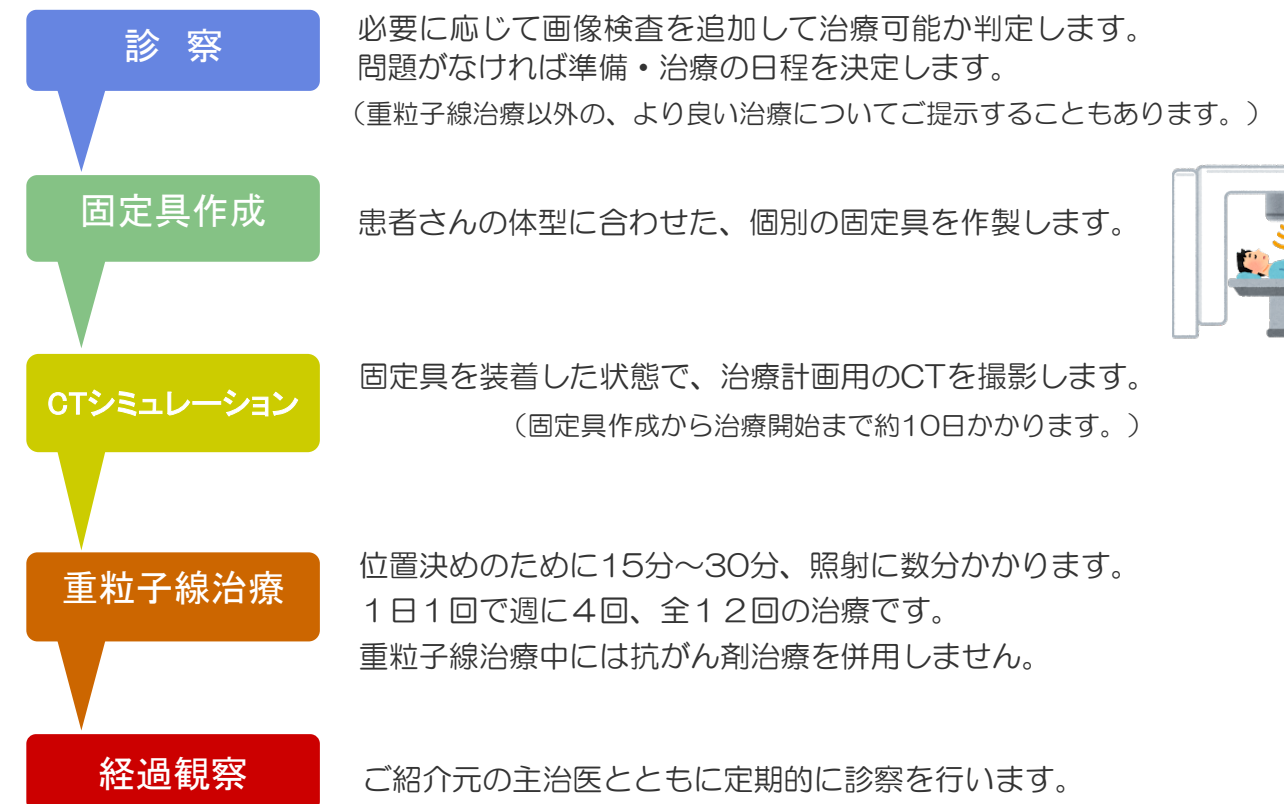 診 察
必要に応じて画像検査を追加して治療可能か判定します。
問題がなければ準備・治療の日程を決定します。
（重粒子線治療以外の、より良い治療についてご提示することもあります。）
固定具作成
患者さんの体型に合わせた、個別の固定具を作製します。
CTシミュレーション
固定具を装着した状態で、治療計画用のCTを撮影します。
（固定具作成から治療開始まで約10日かかります。）
重粒子線治療
位置決めのために15分～30分、照射に数分かかります。
１日１回で週に４回、全１２回の治療です。
重粒子線治療中には抗がん剤治療を併用しません。
経過観察
ご紹介元の主治医とともに定期的に診察を行います。